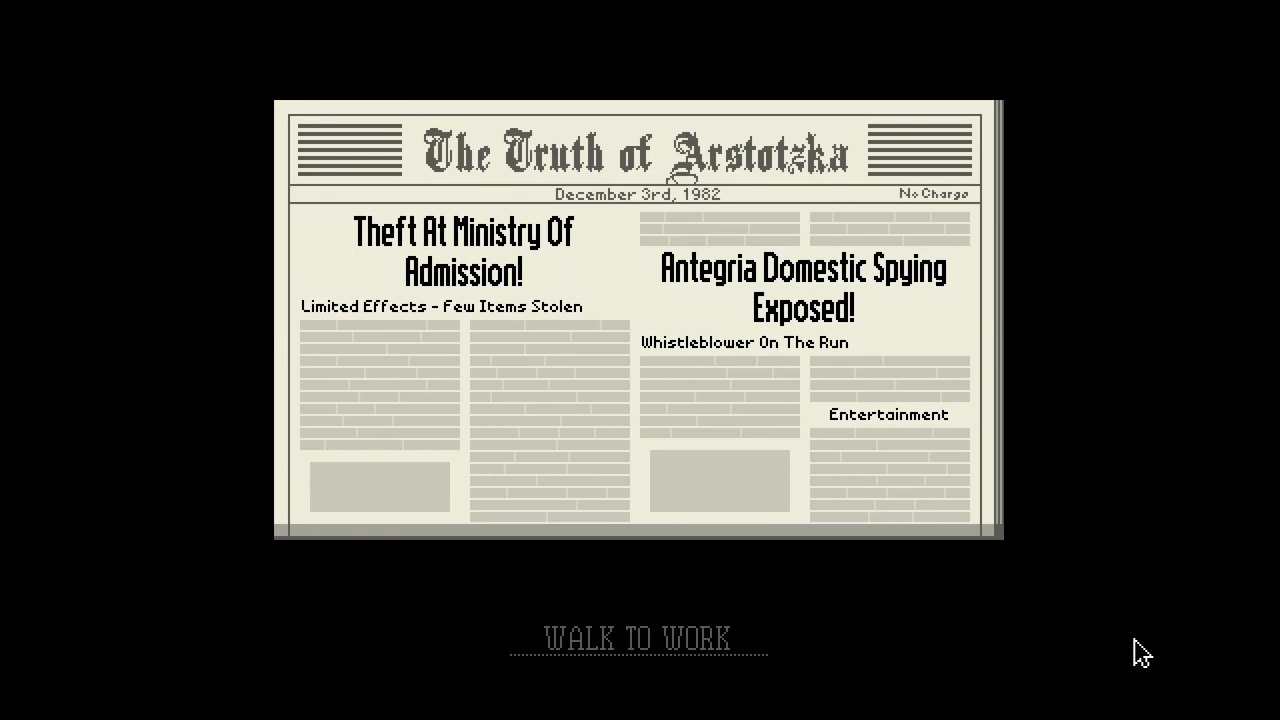 The Truth of Arstotzka
December 3rd, 1982
No Charge
Theft At Ministry Of
Admission!
Limited Effects - Few Items Stolen
Antegria Domestic Spying
Exposed!
Whistleblower On The Run
Entertainment
WALK TO WORK